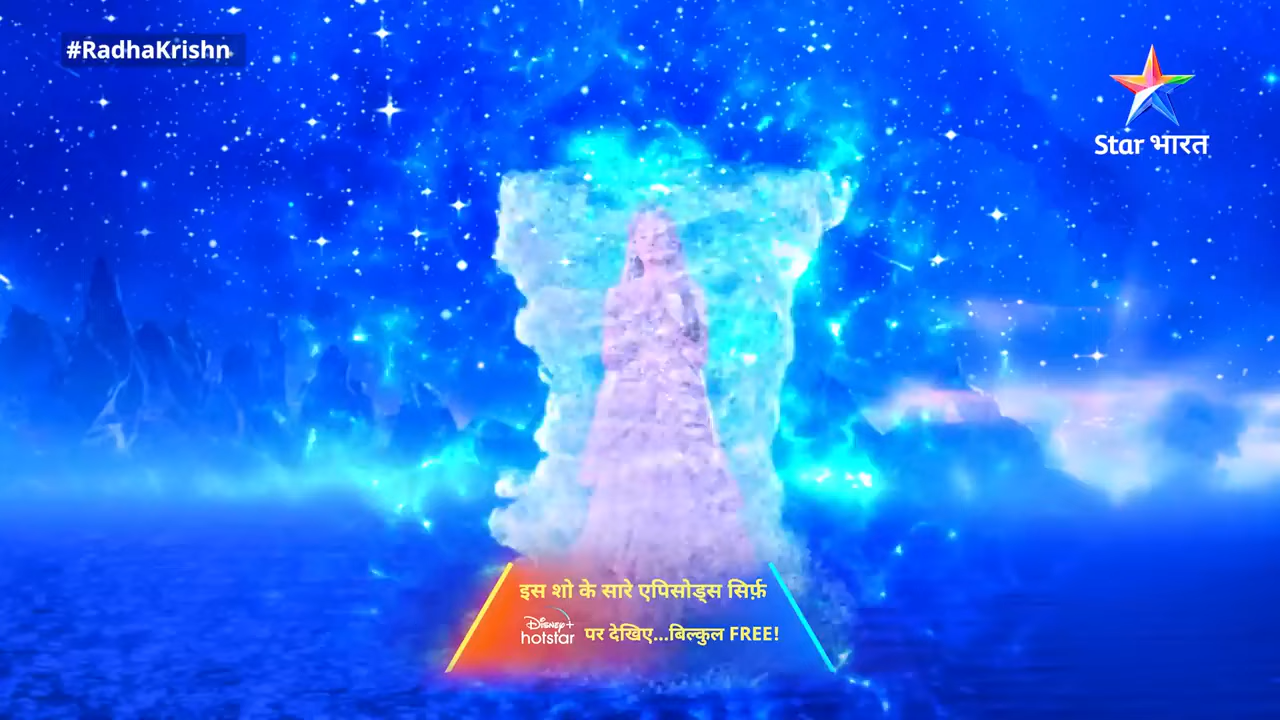 #RadhaKrishn
Star भारत
इस शो के सारे एपिसोड्स सिर्फ़
Disney+ hotstar पर देखिए...बिल्कुल FREE!